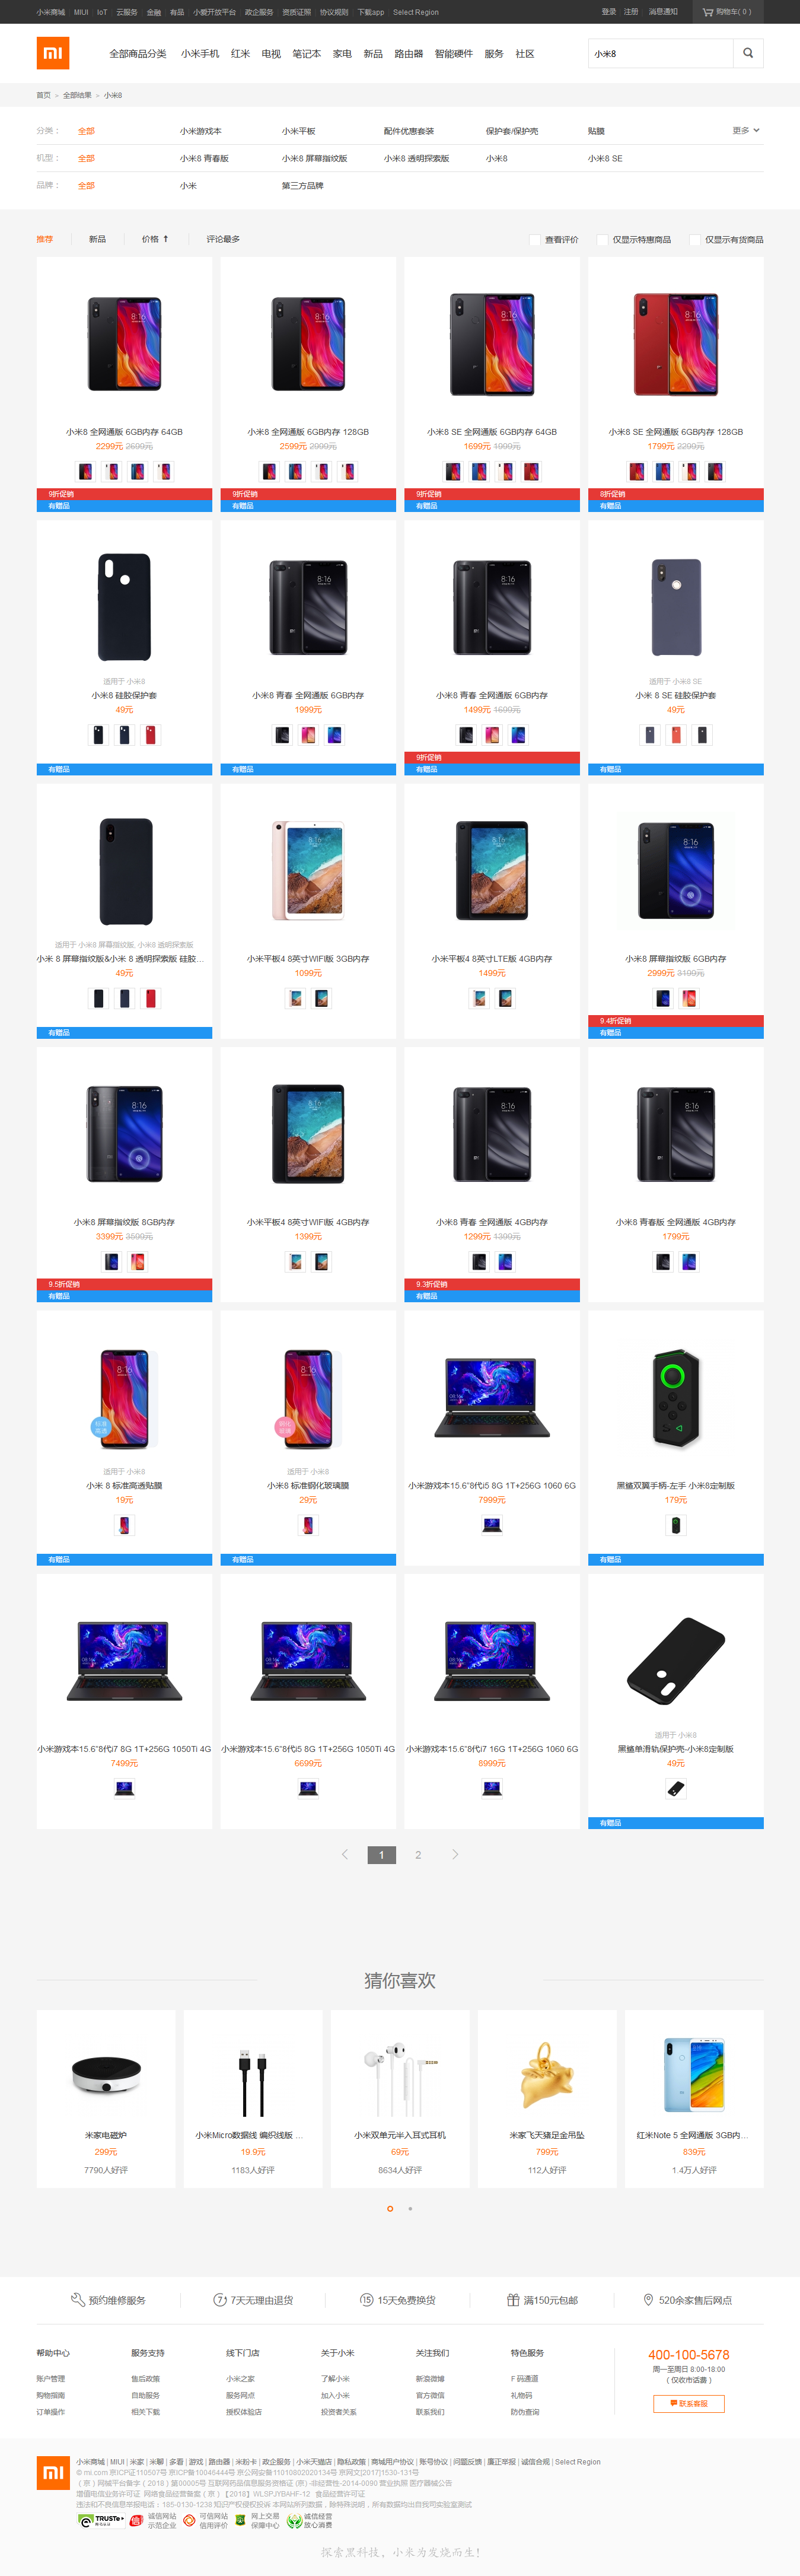 小米商城 MIUI IoT 云服务 金融 有品 小爱开放平台 政企服务 资质证照 协议规则 下载app Select Region 登录 注册 消息通知 购物车( 0 )
全部商品分类 小米手机 红米 电视 笔记本 家电 新品 路由器 智能硬件 服务 社区 小米8
首页 > 全部结果 > 小米8
分类： 全部 小米游戏本 小米平板 配件优惠套装 保护套/保护壳 贴膜 更多
机型： 全部 小米8 青春版 小米8 屏幕指纹版 小米8 透明探索版 小米8 小米8 SE
品牌： 全部 小米 第三方品牌
推荐 新品 价格 ↑ 评论最多 查看评价 仅显示特惠商品 仅显示有货商品
小米8 全网通版 6GB内存 64GB 小米8 全网通版 6GB内存 128GB 小米8 SE 全网通版 6GB内存 64GB 小米8 SE 全网通版 6GB内存 128GB
2299元 2699元 2599元 2999元 1699元 1999元 1799元 2299元
9折促销 9折促销 9折促销 8折促销
有赠品 有赠品 有赠品 有赠品
适用于 小米8 适用于 小米8 SE
小米8 硅胶保护套 小米8 青春 全网通版 6GB内存 小米8 青春 全网通版 6GB内存 小米 8 SE 硅胶保护套
49元 1999元 1499元 1699元 49元
9折促销
有赠品 有赠品 有赠品 有赠品
适用于 小米8 屏幕指纹版, 小米8 透明探索版
小米 8 屏幕指纹版&小米 8 透明探索版 硅胶... 小米平板4 8英寸WIFI版 3GB内存 小米平板4 8英寸LTE版 4GB内存 小米8 屏幕指纹版 6GB内存
49元 1099元 1499元 2999元 3199元
9.4折促销
有赠品 有赠品
小米8 屏幕指纹版 8GB内存 小米平板4 8英寸WIFI版 4GB内存 小米8 青春 全网通版 4GB内存 小米8 青春版 全网通版 4GB内存
3399元 3599元 1399元 1299元 1399元 1799元
9.5折促销 9.3折促销
有赠品 有赠品
适用于 小米8 适用于 小米8
小米 8 标准高透贴膜 小米8 标准钢化玻璃膜 小米游戏本15.6"8代i5 8G 1T+256G 1060 6G 黑鲨双翼手柄-左手 小米8定制版
19元 29元 7999元 179元
有赠品 有赠品 有赠品
适用于 小米8
小米游戏本15.6"8代i7 8G 1T+256G 1050Ti 4G 小米游戏本15.6"8代i5 8G 1T+256G 1050Ti 4G 小米游戏本15.6"8代i7 16G 1T+256G 1060 6G 黑鲨单滑轨保护壳-小米8定制版
7499元 6699元 8999元 49元
有赠品
1 2
猜你喜欢
米家电磁炉 小米Micro数据线 编织线版 ... 小米双单元半入耳式耳机 米家飞天猪足金吊坠 红米Note 5 全网通版 3GB内...
299元 19.9元 69元 799元 839元
7790人好评 1183人好评 8634人好评 112人好评 1.4万人好评
预约维修服务 7天无理由退货 15天免费换货 满150元包邮 520余家售后网点
帮助中心 服务支持 线下门店 关于小米 关注我们 特色服务 400-100-5678
账户管理 售后政策 小米之家 了解小米 新浪微博 F 码通道 周一至周日 8:00-18:00
购物指南 自助服务 服务网点 加入小米 官方微信 礼物码 （仅收市话费）
订单操作 相关下载 授权体验店 投资者关系 联系我们 防伪查询 联系客服
小米商城 | MIUI | 米家 | 米聊 | 多看 | 游戏 | 路由器 | 米粉卡 | 政企服务 | 小米天猫店 | 隐私政策 | 商城用户协议 | 账号协议 | 问题反馈 | 廉正举报 | 诚信合规 | Select Region
© mi.com 京ICP证110507号 京ICP备10046444号 京公网安备11010802020134号 京网文[2017]1530-131号
（京）网械平台备字（2018）第00005号 互联网药品信息服务资格证 (京)-非经营性-2014-0090 营业执照 医疗器械公告
增值电信业务许可证 网络食品经营备案（京）【2018】WLSPJYBAHF-12 食品经营许可证
违法和不良信息举报电话：185-0130-1238 知识产权侵权投诉 本网站所列数据，除特殊说明，所有数据均出自我司实验室测试
TRUSTe 诚信网站 示范企业 可信网站 信用评价 网上交易 保障中心 诚信经营 放心消费
探索黑科技，小米为发烧而生！